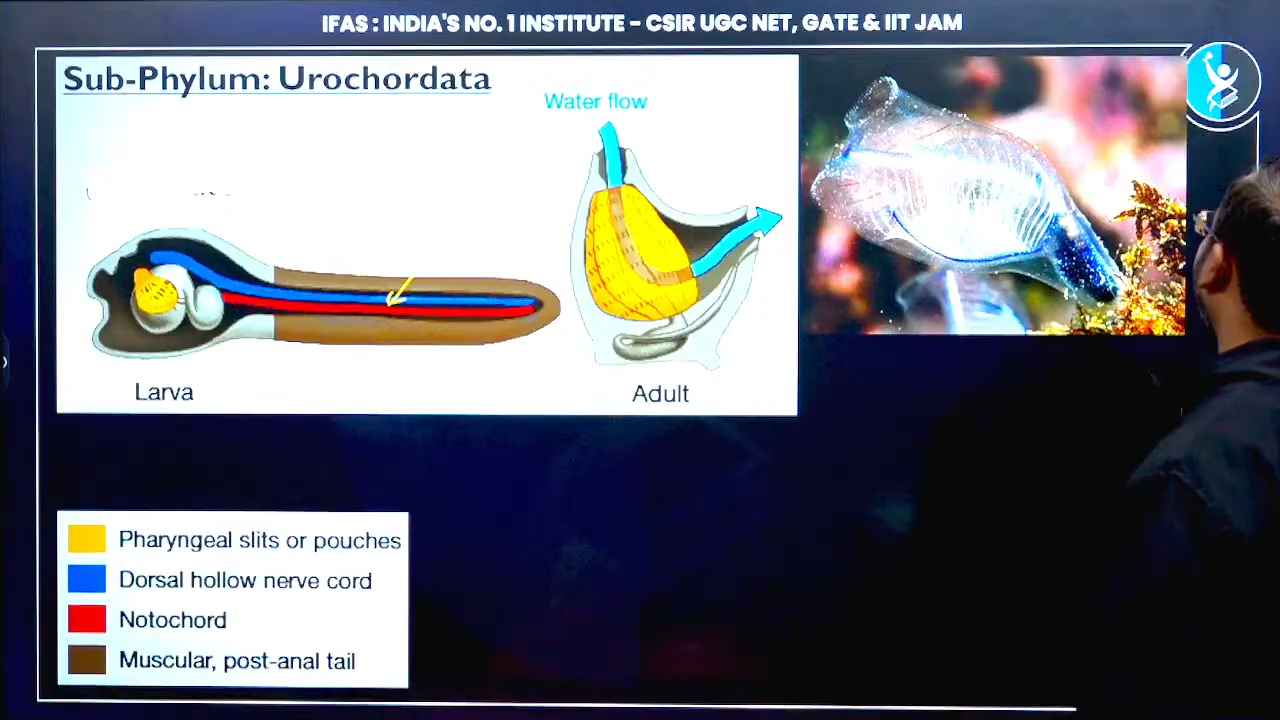 IFAS : INDIA'S NO. 1 INSTITUTE - CSIR UGC NET, GATE & IIT JAM
Sub-Phylum: Urochordata
Water flow
Larva
Adult
Pharyngeal slits or pouches
Dorsal hollow nerve cord
Notochord
Muscular, post-anal tail